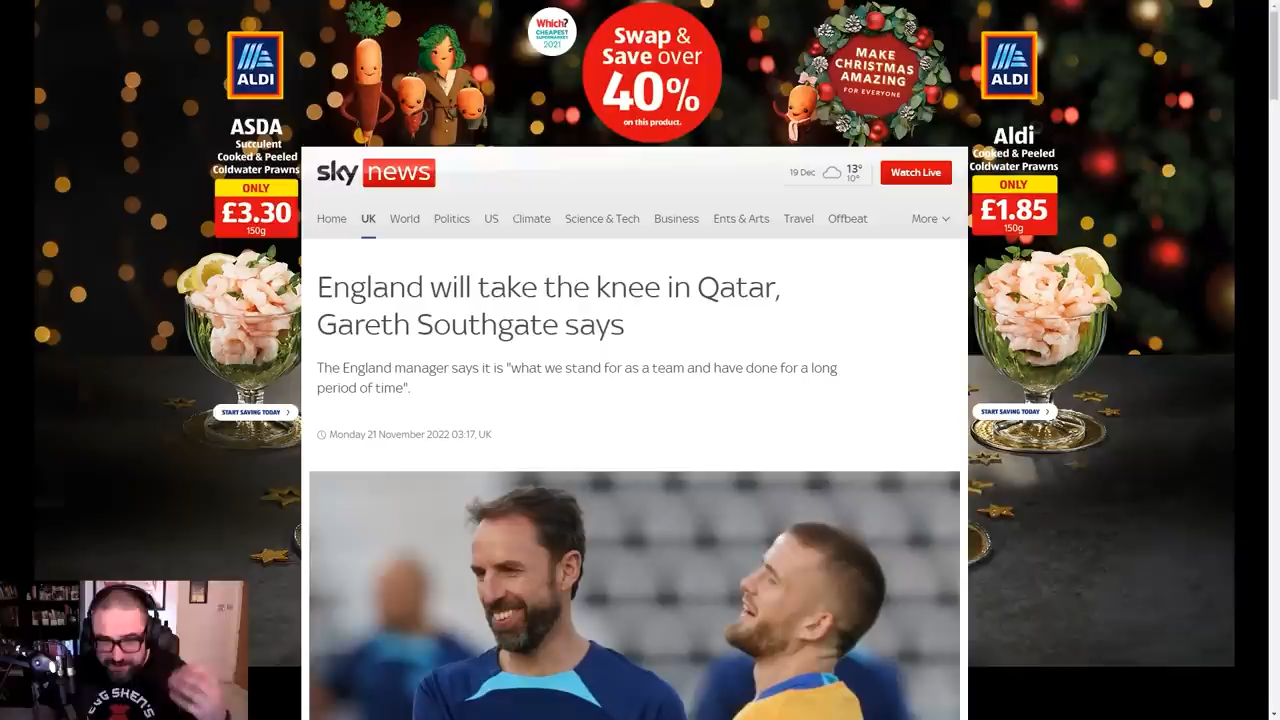 Which?
CHEAPEST
SUPERMARKET
2021
Swap &
Save over
40%
on this product.
MAKE
CHRISTMAS
AMAZING
FOR EVERYONE
ALDI
ALDI
ASDA
Succulent
Cooked & Peeled
Coldwater Prawns
ONLY
£3.30
150g
START SAVING TODAY
Aldi
Cooked & Peeled
Coldwater Prawns
ONLY
£1.85
150g
START SAVING TODAY
sky news
19 Dec
13°
10°
Watch Live
Home UK World Politics US Climate Science & Tech Business Ents & Arts Travel Offbeat More
England will take the knee in Qatar,
Gareth Southgate says
The England manager says it is "what we stand for as a team and have done for a long
period of time".
Monday 21 November 2022 03:17, UK
SHEN'S